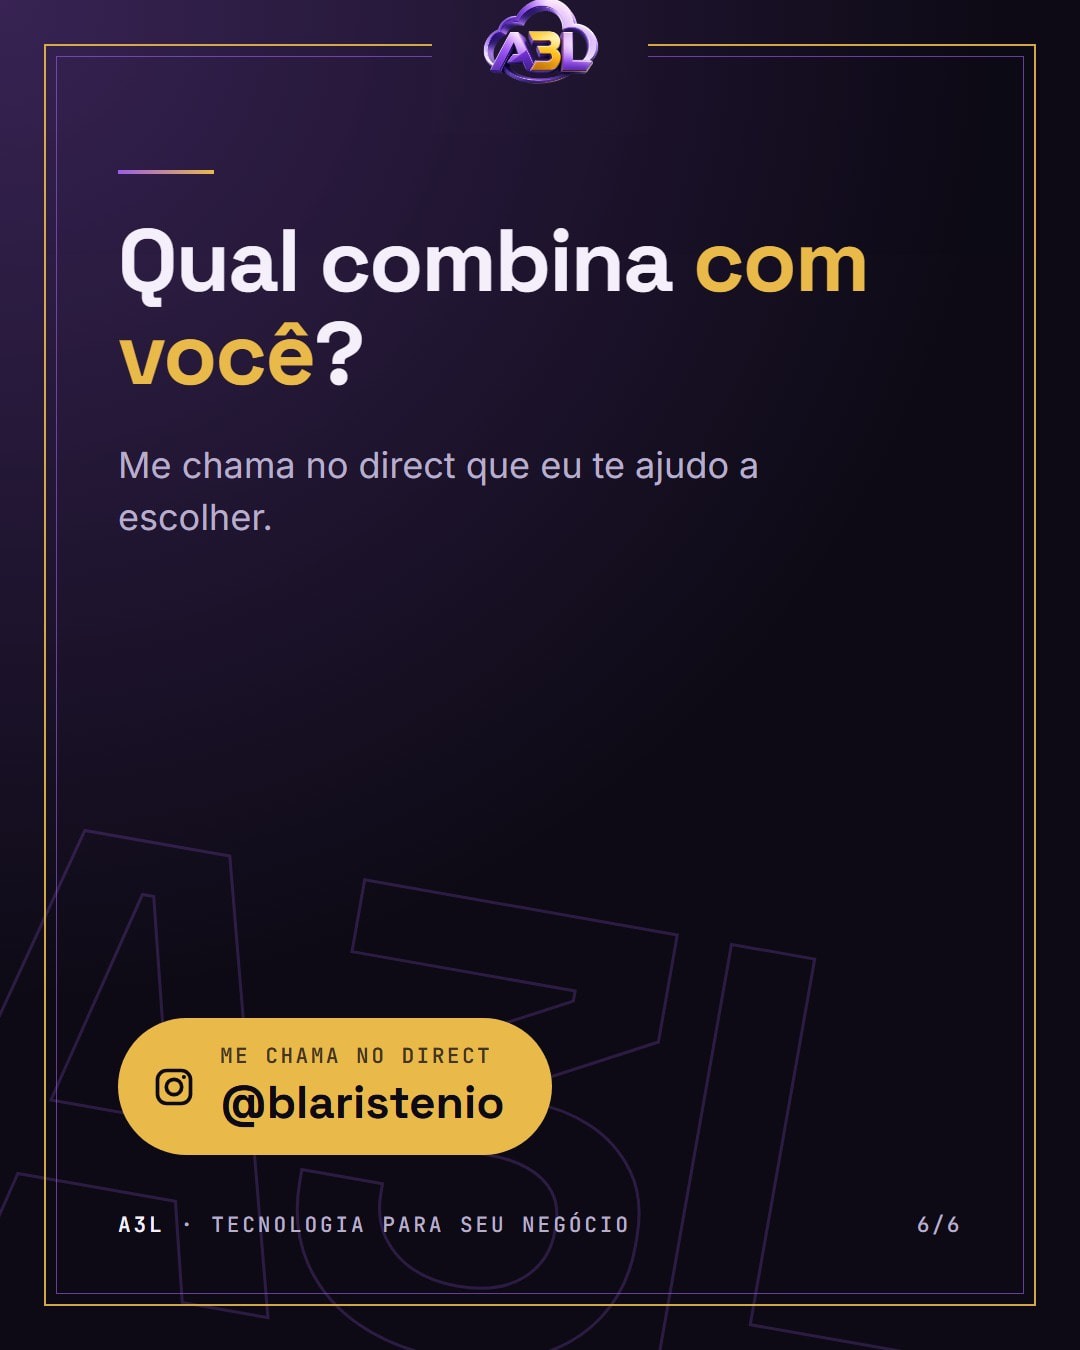 A3L
Qual combina com
você?
Me chama no direct que eu te ajudo a
escolher.
A3L
ME CHAMA NO DIRECT
@blaristenio
A3L · TECNOLOGIA PARA SEU NEGÓCIO
6/6